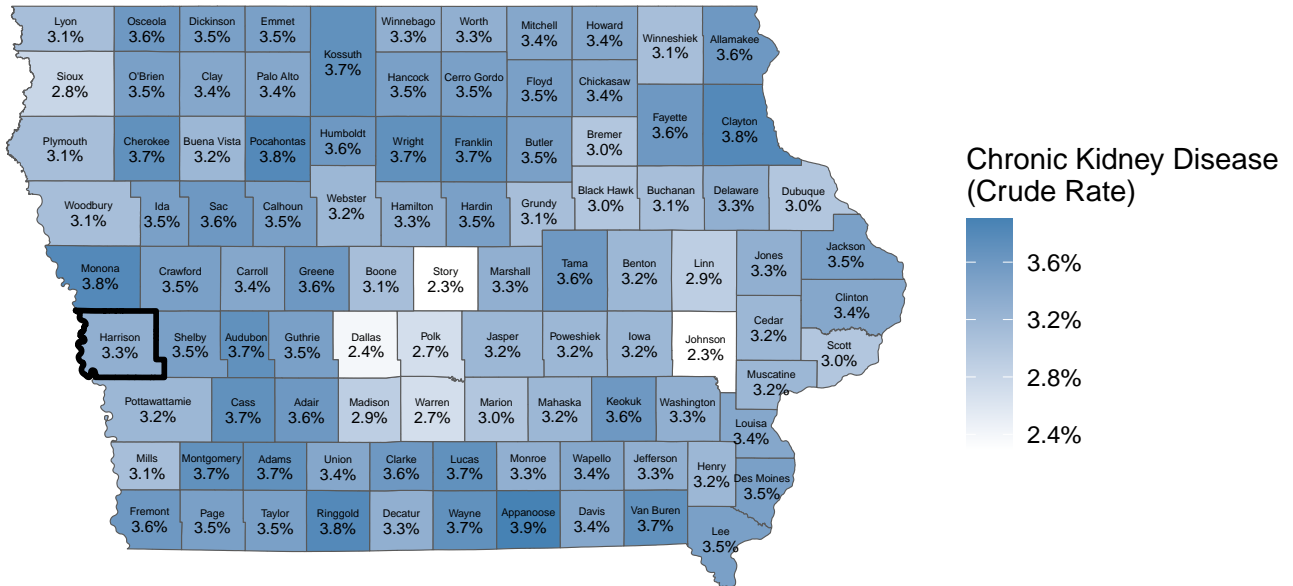 Lyon
3.1%
Osceola
3.6%
Dickinson
3.5%
Emmet
3.5%
Kossuth
3.7%
Winnebago
3.3%
Worth
3.3%
Mitchell
3.4%
Howard
3.4%
Winneshiek
3.1%
Allamakee
3.6%
Sioux
2.8%
O'Brien
3.5%
Clay
3.4%
Palo Alto
3.4%
Hancock
3.5%
Cerro Gordo
3.5%
Floyd
3.5%
Chickasaw
3.4%
Plymouth
3.1%
Cherokee
3.7%
Buena Vista
3.2%
Pocahontas
3.8%
Humboldt
3.6%
Wright
3.7%
Franklin
3.7%
Butler
3.5%
Bremer
3.0%
Fayette
3.6%
Clayton
3.8%
Woodbury
3.1%
Ida
3.5%
Sac
3.6%
Calhoun
3.5%
Webster
3.2%
Hamilton
3.3%
Hardin
3.5%
Grundy
3.1%
Black Hawk
3.0%
Buchanan
3.1%
Delaware
3.3%
Dubuque
3.0%
Monona
3.8%
Crawford
3.5%
Carroll
3.4%
Greene
3.6%
Boone
3.1%
Story
2.3%
Marshall
3.3%
Tama
3.6%
Benton
3.2%
Linn
2.9%
Jones
3.3%
Jackson
3.5%
Clinton
3.4%
Harrison
3.3%
Shelby
3.5%
Audubon
3.7%
Guthrie
3.5%
Dallas
2.4%
Polk
2.7%
Jasper
3.2%
Poweshiek
3.2%
Iowa
3.2%
Johnson
2.3%
Cedar
3.2%
Scott
3.0%
Muscatine
3.2%
Pottawattamie
3.2%
Cass
3.7%
Adair
3.6%
Madison
2.9%
Warren
2.7%
Marion
3.0%
Mahaska
3.2%
Keokuk
3.6%
Washington
3.3%
Louisa
3.4%
Mills
3.1%
Montgomery
3.7%
Adams
3.7%
Union
3.4%
Clarke
3.6%
Lucas
3.7%
Monroe
3.3%
Wapello
3.4%
Jefferson
3.3%
Henry
3.2%
Des Moines
3.5%
Fremont
3.6%
Page
3.5%
Taylor
3.5%
Ringgold
3.8%
Decatur
3.3%
Wayne
3.7%
Appanoose
3.9%
Davis
3.4%
Van Buren
3.7%
Lee
3.5%
Chronic Kidney Disease
(Crude Rate)
3.6%
3.2%
2.8%
2.4%